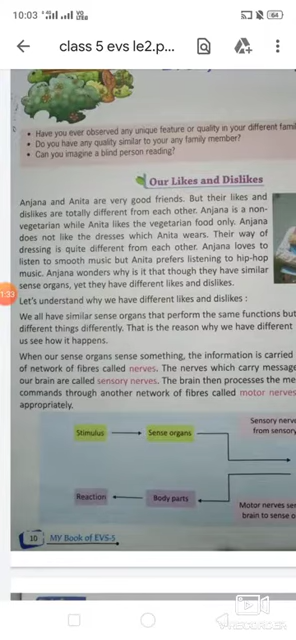 10:03
64
class 5 evs le2.p...
• Have you ever observed any unique feature or quality in your different fami
• Do you have any quality similar to your any family member?
• Can you imagine a blind person reading?
Our Likes and Dislikes
Anjana and Anita are very good friends. But their likes and
dislikes are totally different from each other. Anjana is a non-
vegetarian while Anita likes the vegetarian food only. Anjana
does not like the dresses which Anita wears. Their way of
dressing is quite different from each other. Anjana loves to
listen to smooth music but Anita prefers listening to hip-hop
music. Anjana wonders why is it that though they have similar
sense organs, yet they have different likes and dislikes.
1:33
Let's understand why we have different likes and dislikes :
We all have similar sense organs that perform the same functions but
different things differently. That is the reason why we have different
us see how it happens.
When our sense organs sense something, the information is carried
of network of fibres called nerves. The nerves which carry message
our brain are called sensory nerves. The brain then processes the me
commands through another network of fibres called motor nerves
appropriately.
Sensory nerve
from sensory
Stimulus
Sense organs
Reaction
Body parts
Motor nerves se
brain to sense o
10
MY Book of EVS-5
RECORDER